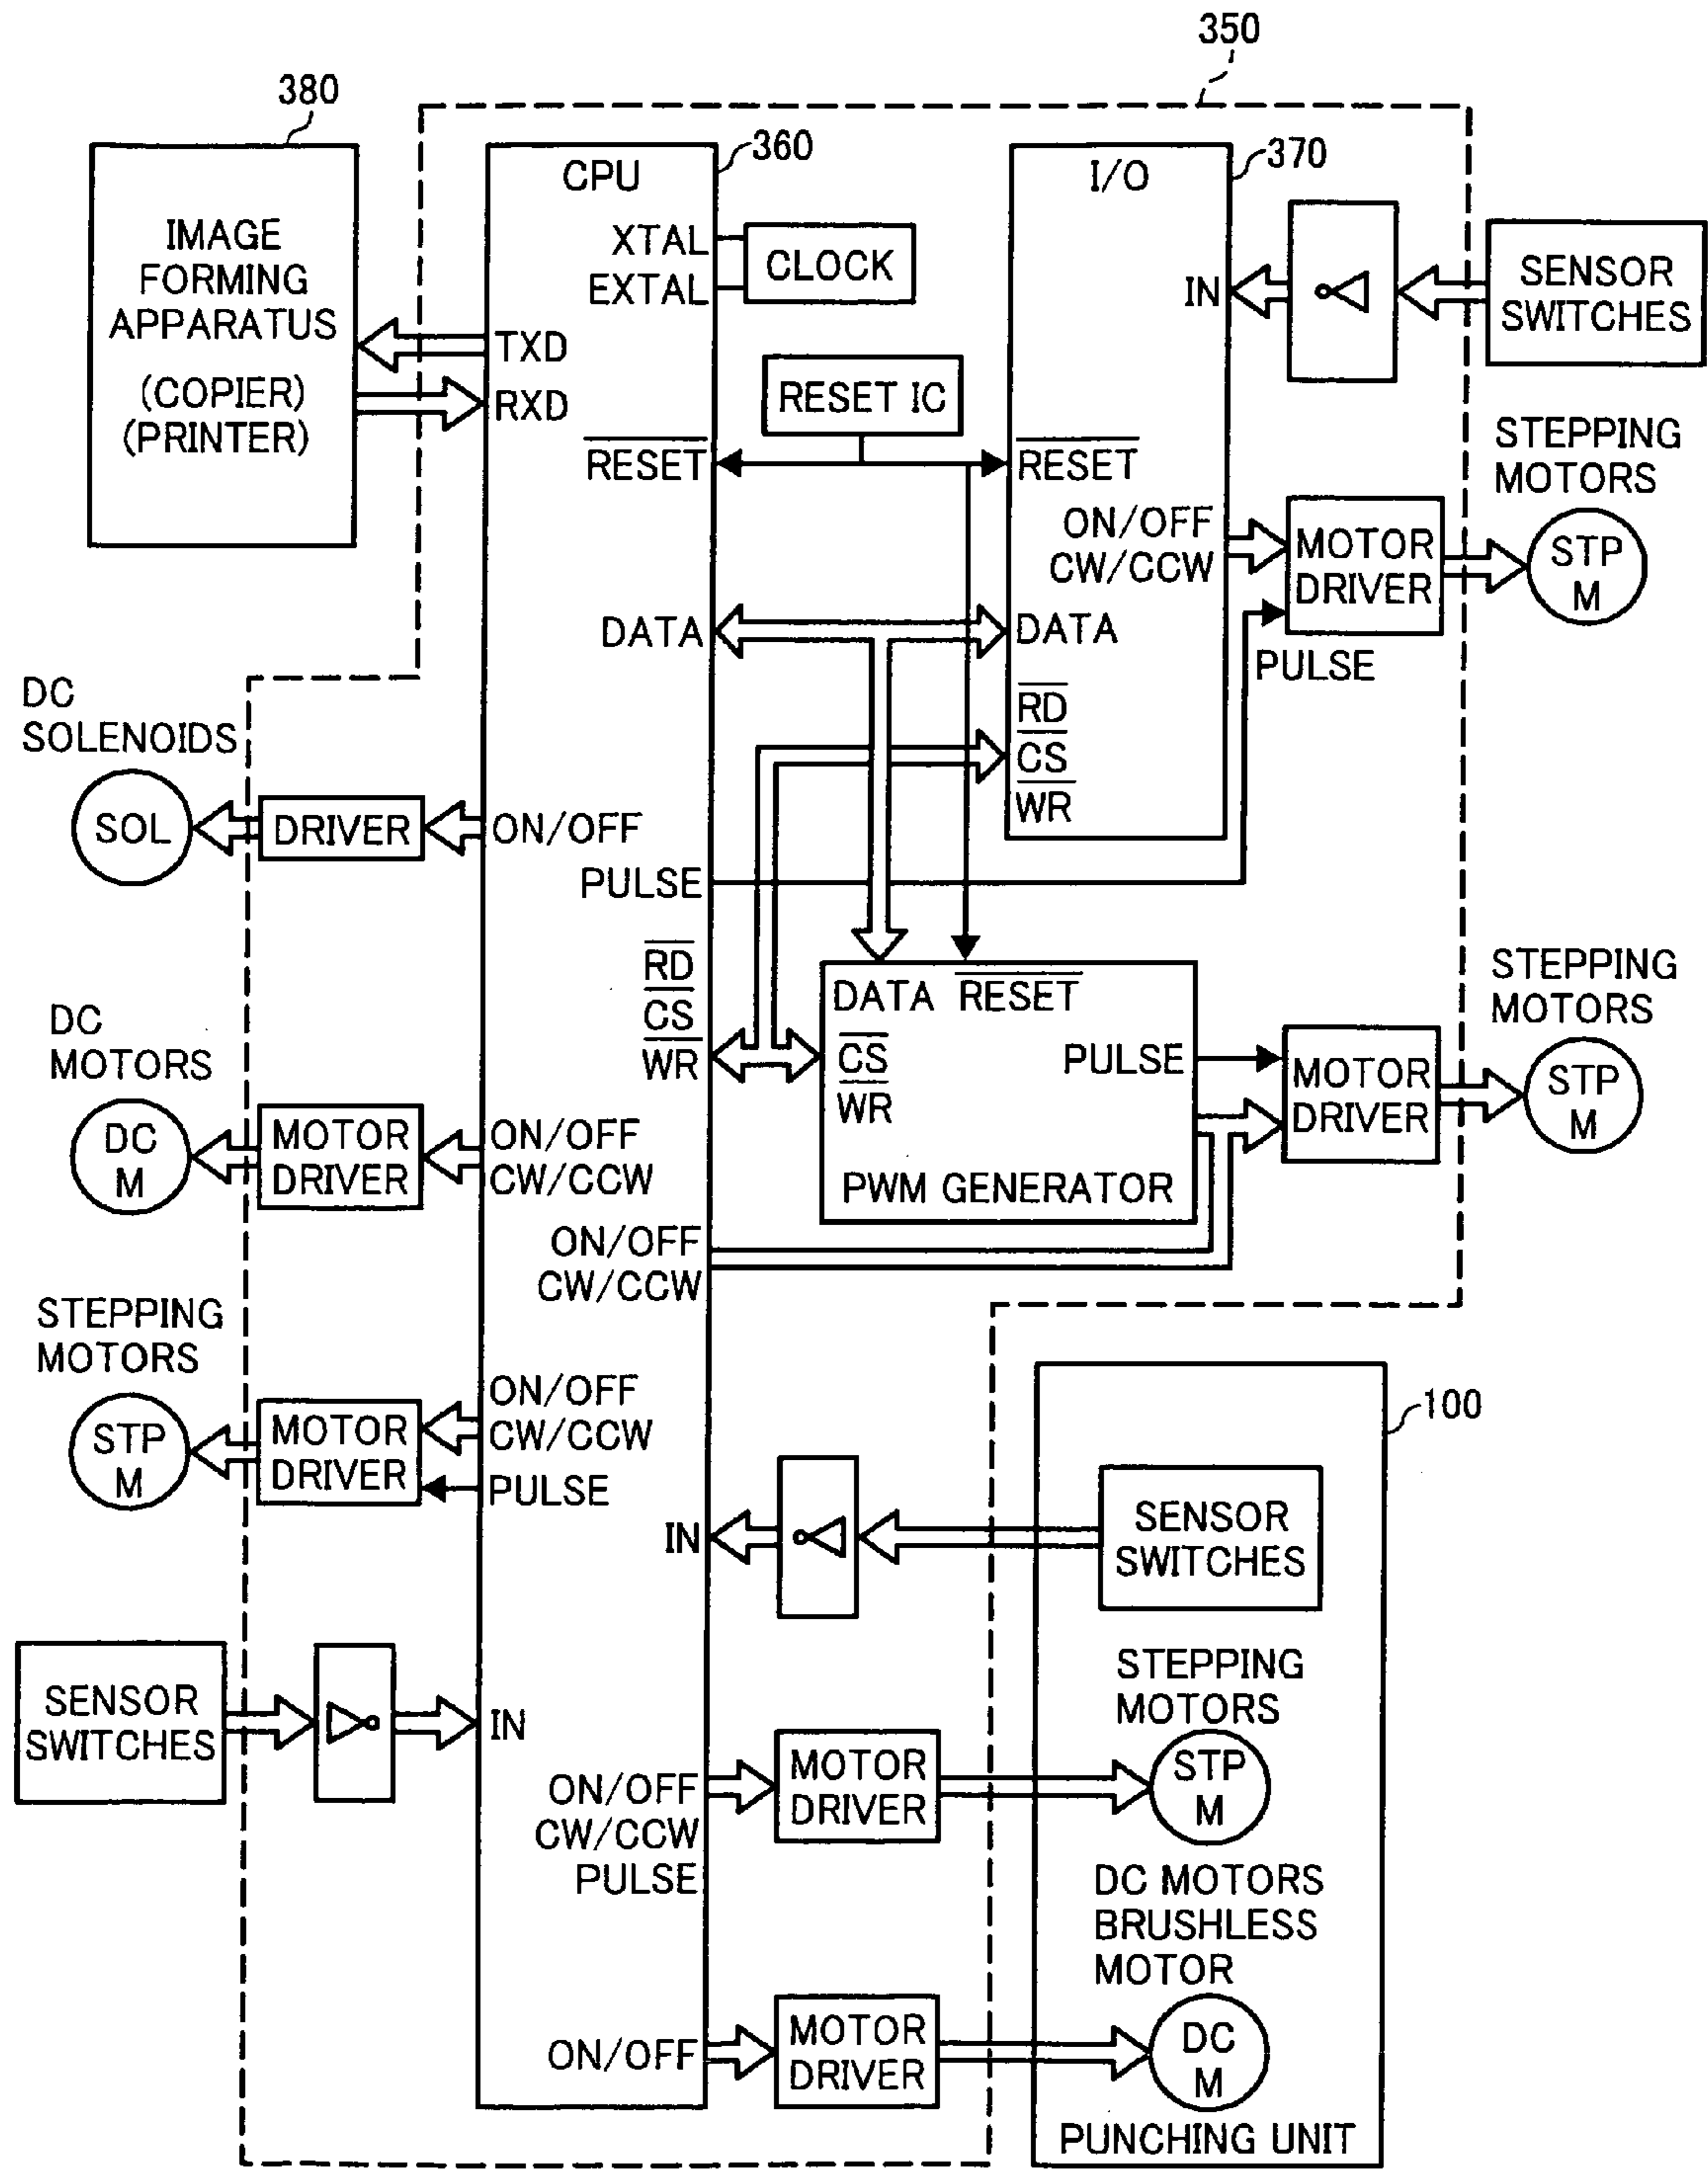 350
380
360
370
CPU
I/O
IMAGE
FORMING
APPARATUS
(COPIER)
(PRINTER)
XTAL
EXTAL
CLOCK
IN
SENSOR
SWITCHES
TXD
RXD
RESET IC
RESET
RESET
STEPPING
MOTORS
ON/OFF
CW/CCW
MOTOR
DRIVER
STP
M
DATA
DATA
PULSE
DC
SOLENOIDS
RD
CS
WR
SOL
DRIVER
ON/OFF
PULSE
RD
CS
WR
DATA RESET
CS
WR
PULSE
PWM GENERATOR
STEPPING
MOTORS
MOTOR
DRIVER
STP
M
DC
MOTORS
DC
M
MOTOR
DRIVER
ON/OFF
CW/CCW
ON/OFF
CW/CCW
STEPPING
MOTORS
STP
M
MOTOR
DRIVER
ON/OFF
CW/CCW
PULSE
100
IN
SENSOR
SWITCHES
SENSOR
SWITCHES
IN
STEPPING
MOTORS
ON/OFF
CW/CCW
PULSE
MOTOR
DRIVER
STP
M
DC MOTORS
BRUSHLESS
MOTOR
ON/OFF
MOTOR
DRIVER
DC
M
PUNCHING UNIT